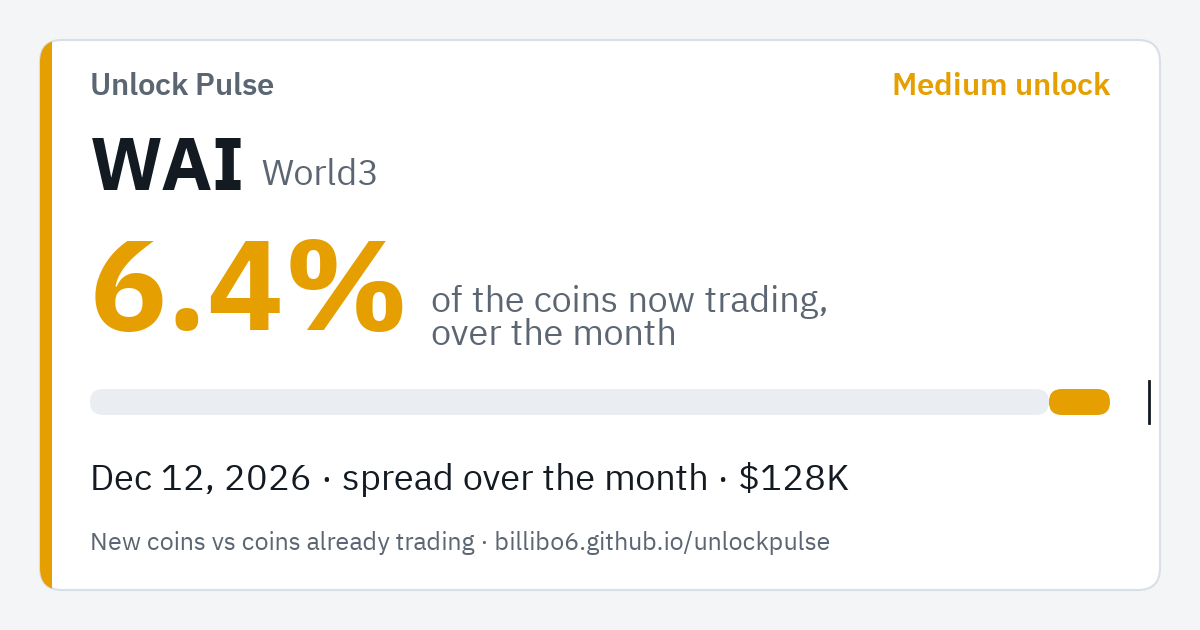 Unlock Pulse
Medium unlock
WAI World3
6.4% of the coins now trading,
over the month
Dec 12, 2026 · spread over the month · $128K
New coins vs coins already trading · billibo6.github.io/unlockpulse